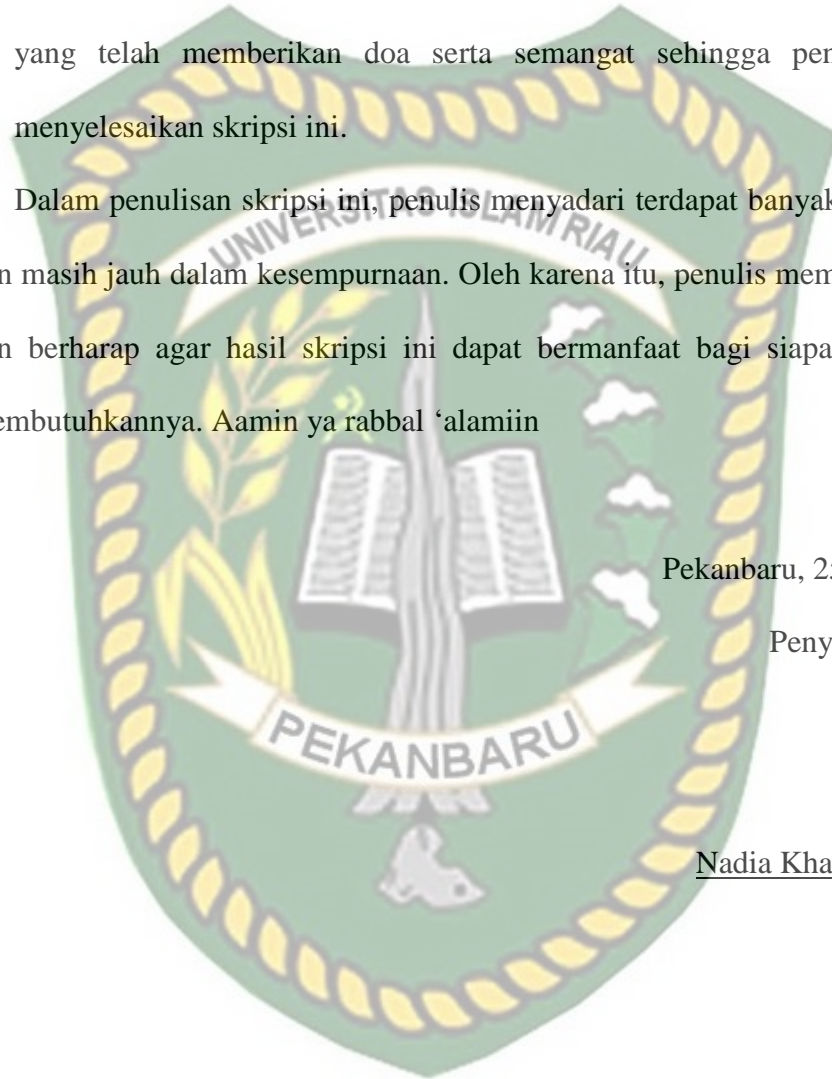 yang telah memberikan doa serta semangat sehingga pen
menyelesaikan skripsi ini.
Dalam penulisan skripsi ini, penulis menyadari terdapat banyak
n masih jauh dalam kesempurnaan. Oleh karena itu, penulis mem
n berharap agar hasil skripsi ini dapat bermanfaat bagi siapa
embutuhkannya. Aamin ya rabbal ‘alamiin
UNIVERSITAS ISLAM RIAU
Pekanbaru, 2
Peny
PEKANBARU
Nadia Kha